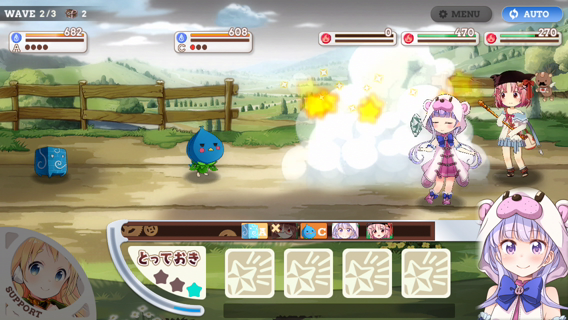 WAVE 2/3 2
MENU
AUTO
682
A
608
C
0
470
270
A
C
とっておき
SUPPORT